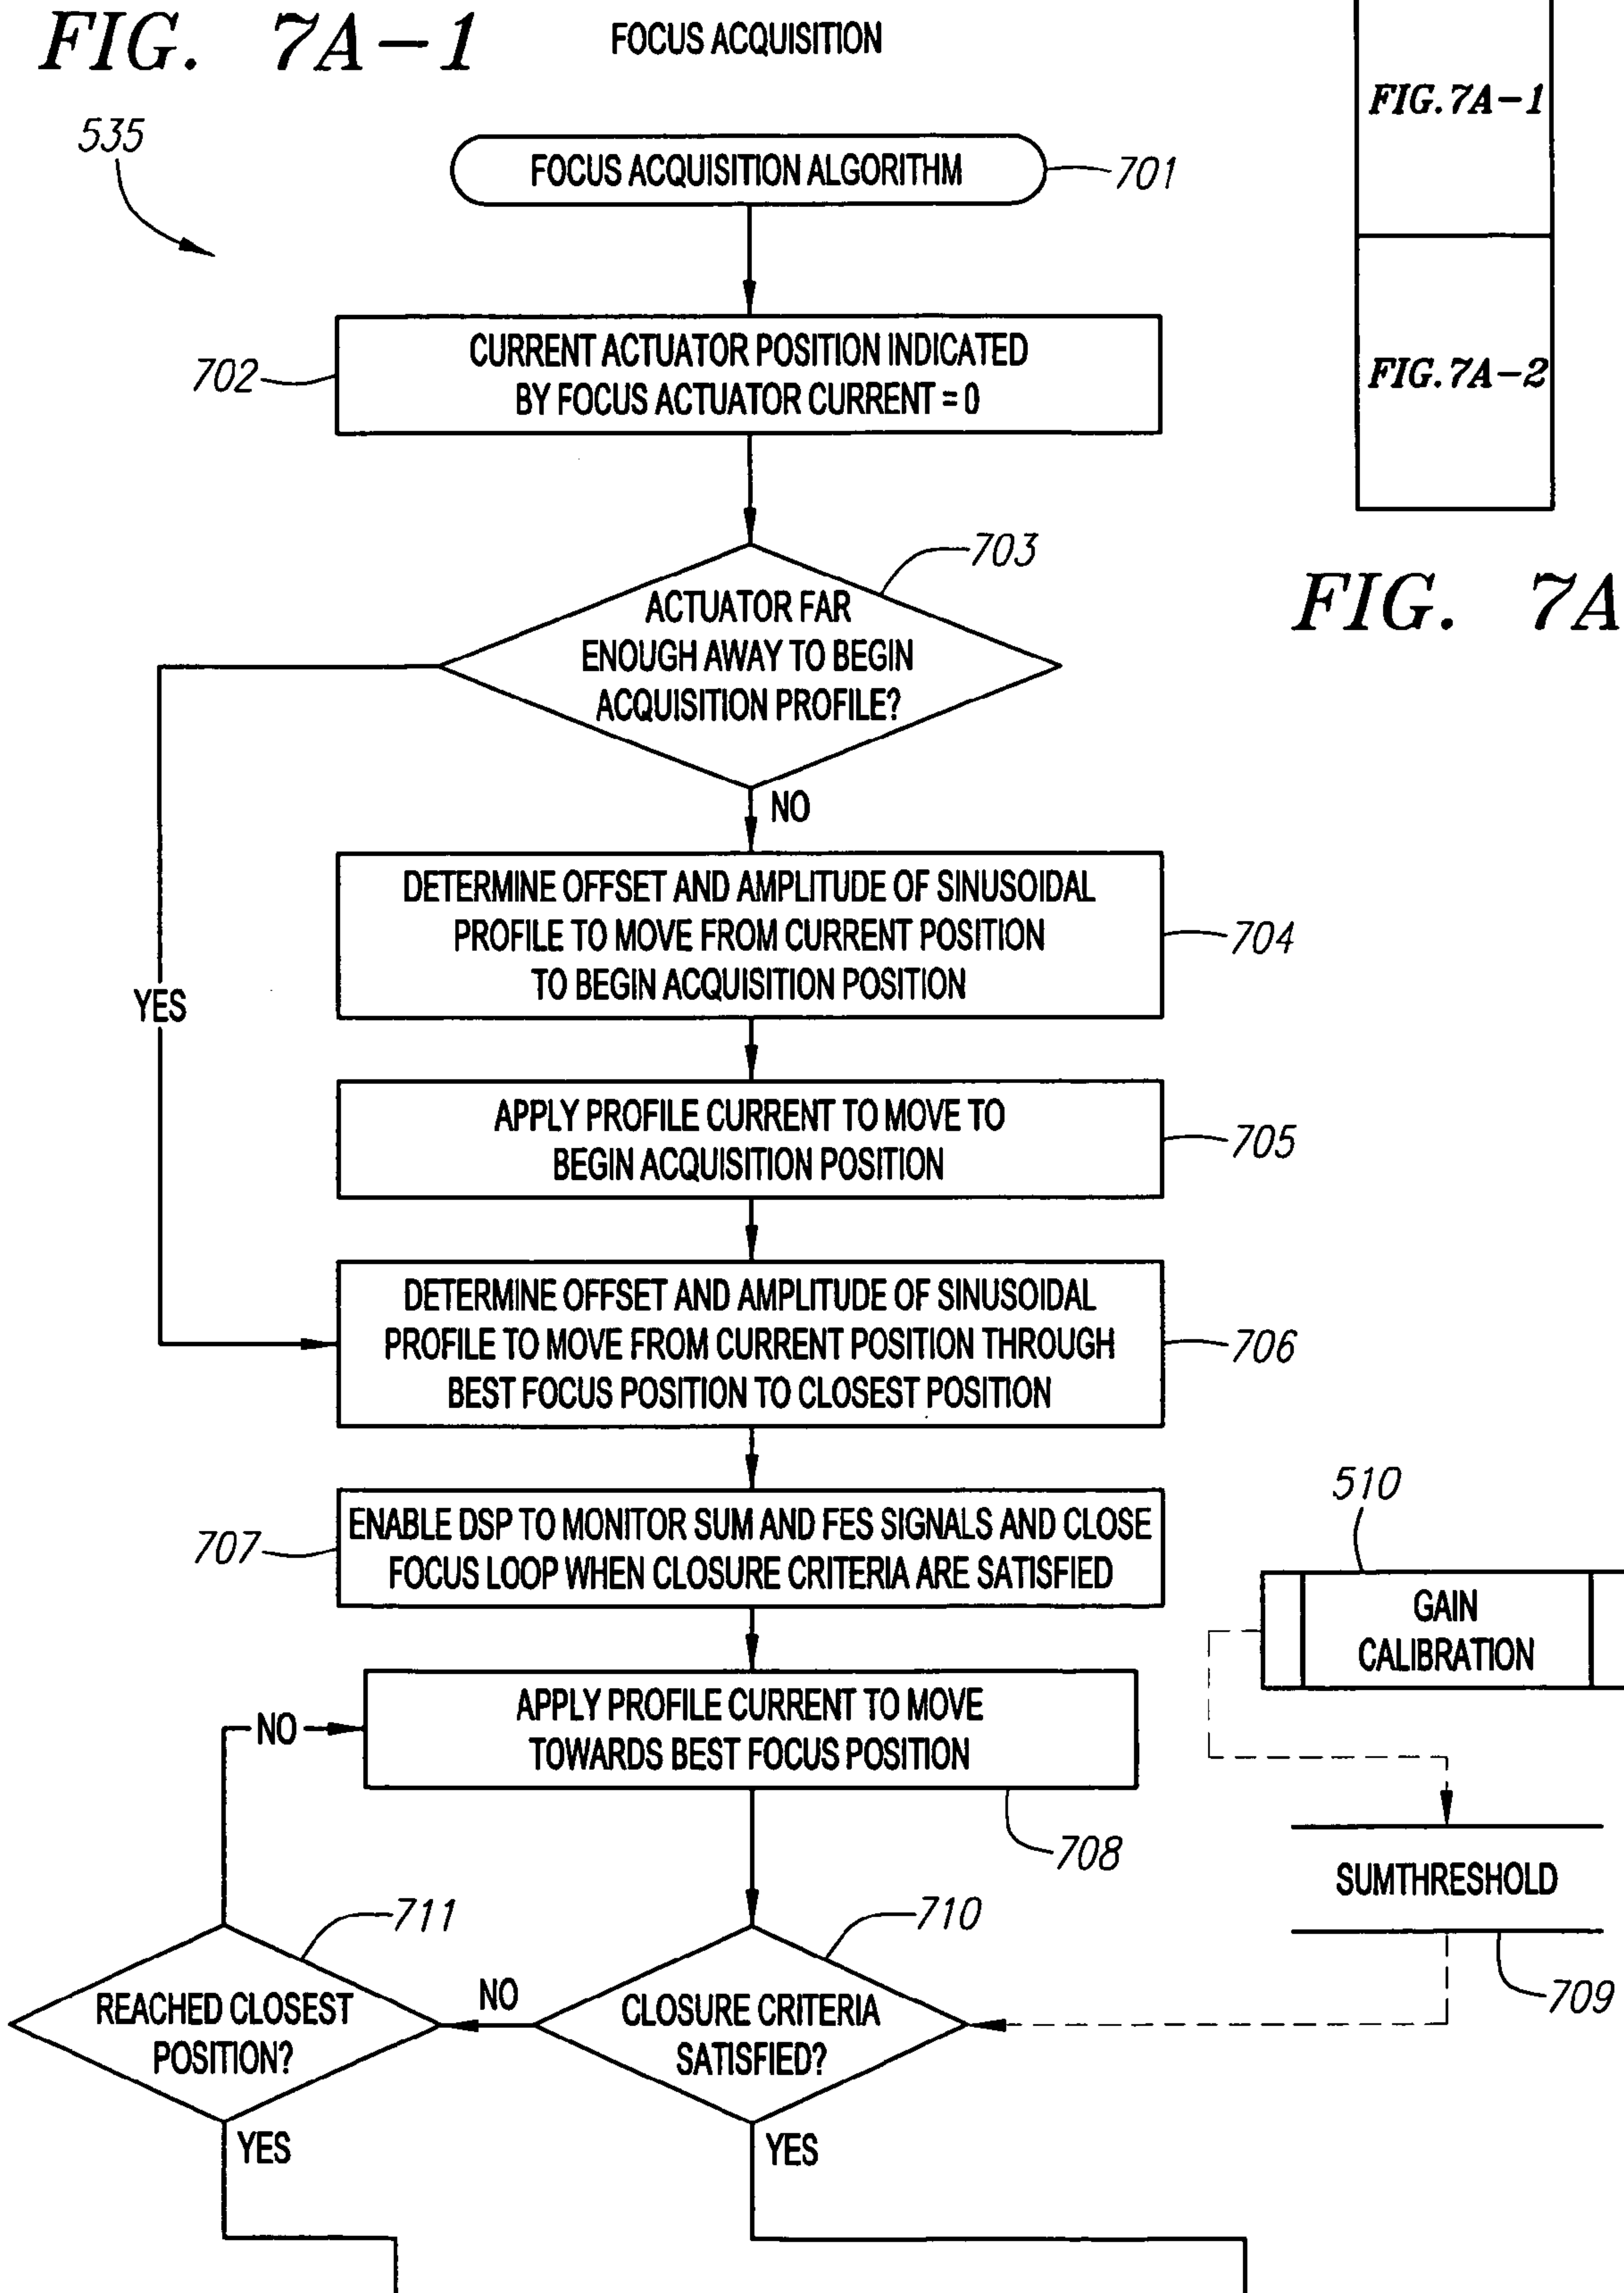 FIG. 7A-1
FOCUS ACQUISITION
FIG. 7A-1
FIG. 7A-2
FIG. 7A
535
FOCUS ACQUISITION ALGORITHM
701
CURRENT ACTUATOR POSITION INDICATED
BY FOCUS ACTUATOR CURRENT = 0
702
703
ACTUATOR FAR
ENOUGH AWAY TO BEGIN
ACQUISITION PROFILE?
NO
YES
DETERMINE OFFSET AND AMPLITUDE OF SINUSOIDAL
PROFILE TO MOVE FROM CURRENT POSITION
TO BEGIN ACQUISITION POSITION
704
APPLY PROFILE CURRENT TO MOVE TO
BEGIN ACQUISITION POSITION
705
DETERMINE OFFSET AND AMPLITUDE OF SINUSOIDAL
PROFILE TO MOVE FROM CURRENT POSITION THROUGH
BEST FOCUS POSITION TO CLOSEST POSITION
706
ENABLE DSP TO MONITOR SUM AND FES SIGNALS AND CLOSE
FOCUS LOOP WHEN CLOSURE CRITERIA ARE SATISFIED
707
510
GAIN
CALIBRATION
NO
APPLY PROFILE CURRENT TO MOVE
TOWARDS BEST FOCUS POSITION
708
SUMTHRESHOLD
709
711
710
REACHED CLOSEST
POSITION?
NO
CLOSURE CRITERIA
SATISFIED?
YES
YES